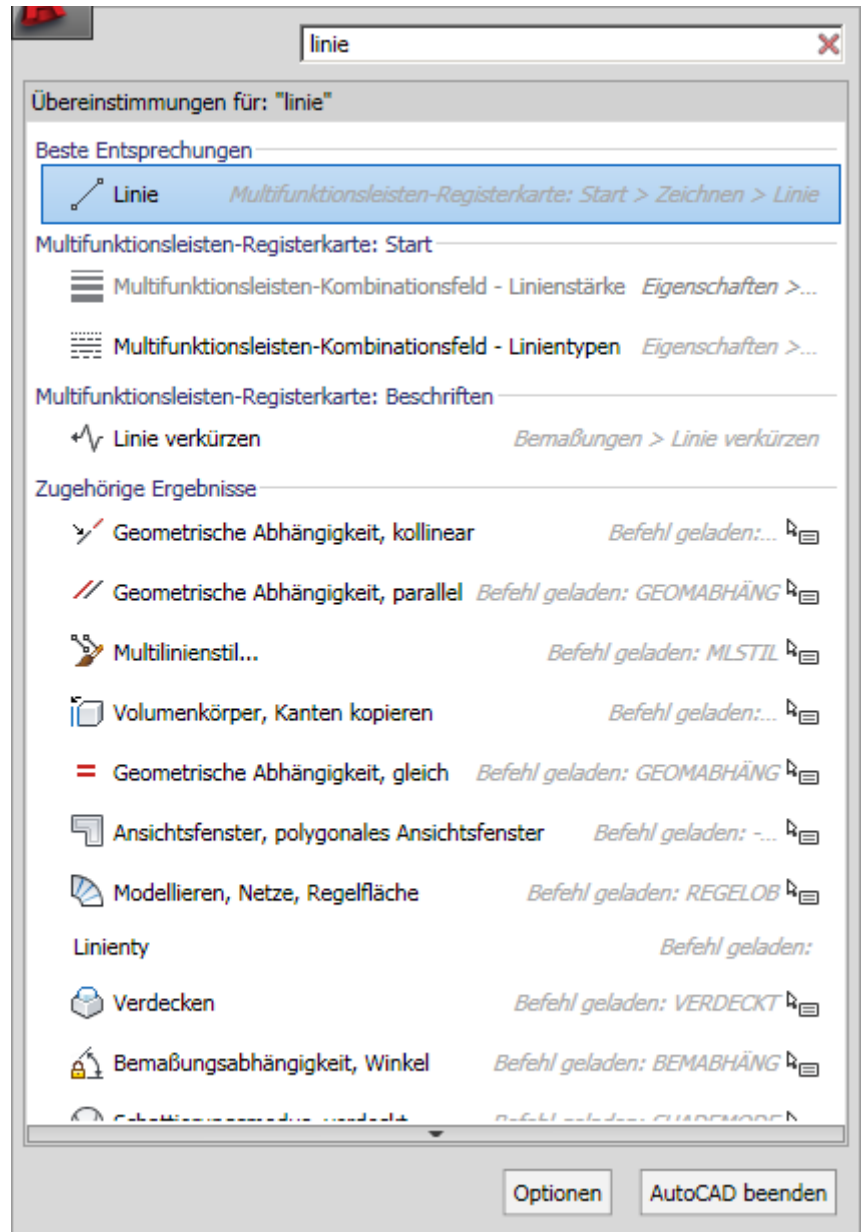 linie
Übereinstimmungen für: "linie"
Beste Entsprechungen
Linie Multifunktionsleisten-Registerkarte: Start > Zeichnen > Linie
Multifunktionsleisten-Registerkarte: Start
Multifunktionsleisten-Kombinationsfeld - Linienstärke Eigenschaften >...
Multifunktionsleisten-Kombinationsfeld - Linientypen Eigenschaften >...
Multifunktionsleisten-Registerkarte: Beschriften
Linie verkürzen Bemaßungen > Linie verkürzen
Zugehörige Ergebnisse
Geometrische Abhängigkeit, kollinear Befehl geladen:...
Geometrische Abhängigkeit, parallel Befehl geladen: GEOMABHÄNG
Multilinienstil... Befehl geladen: MLSTIL
Volumenkörper, Kanten kopieren Befehl geladen:...
Geometrische Abhängigkeit, gleich Befehl geladen: GEOMABHÄNG
Ansichtsfenster, polygonales Ansichtsfenster Befehl geladen: -...
Modellieren, Netze, Regelfläche Befehl geladen: REGELOB
Linienty Befehl geladen:
Verdecken Befehl geladen: VERDECKT
Bemaßungsabhängigkeit, Winkel Befehl geladen: BEMABHÄNG
Optionen AutoCAD beenden